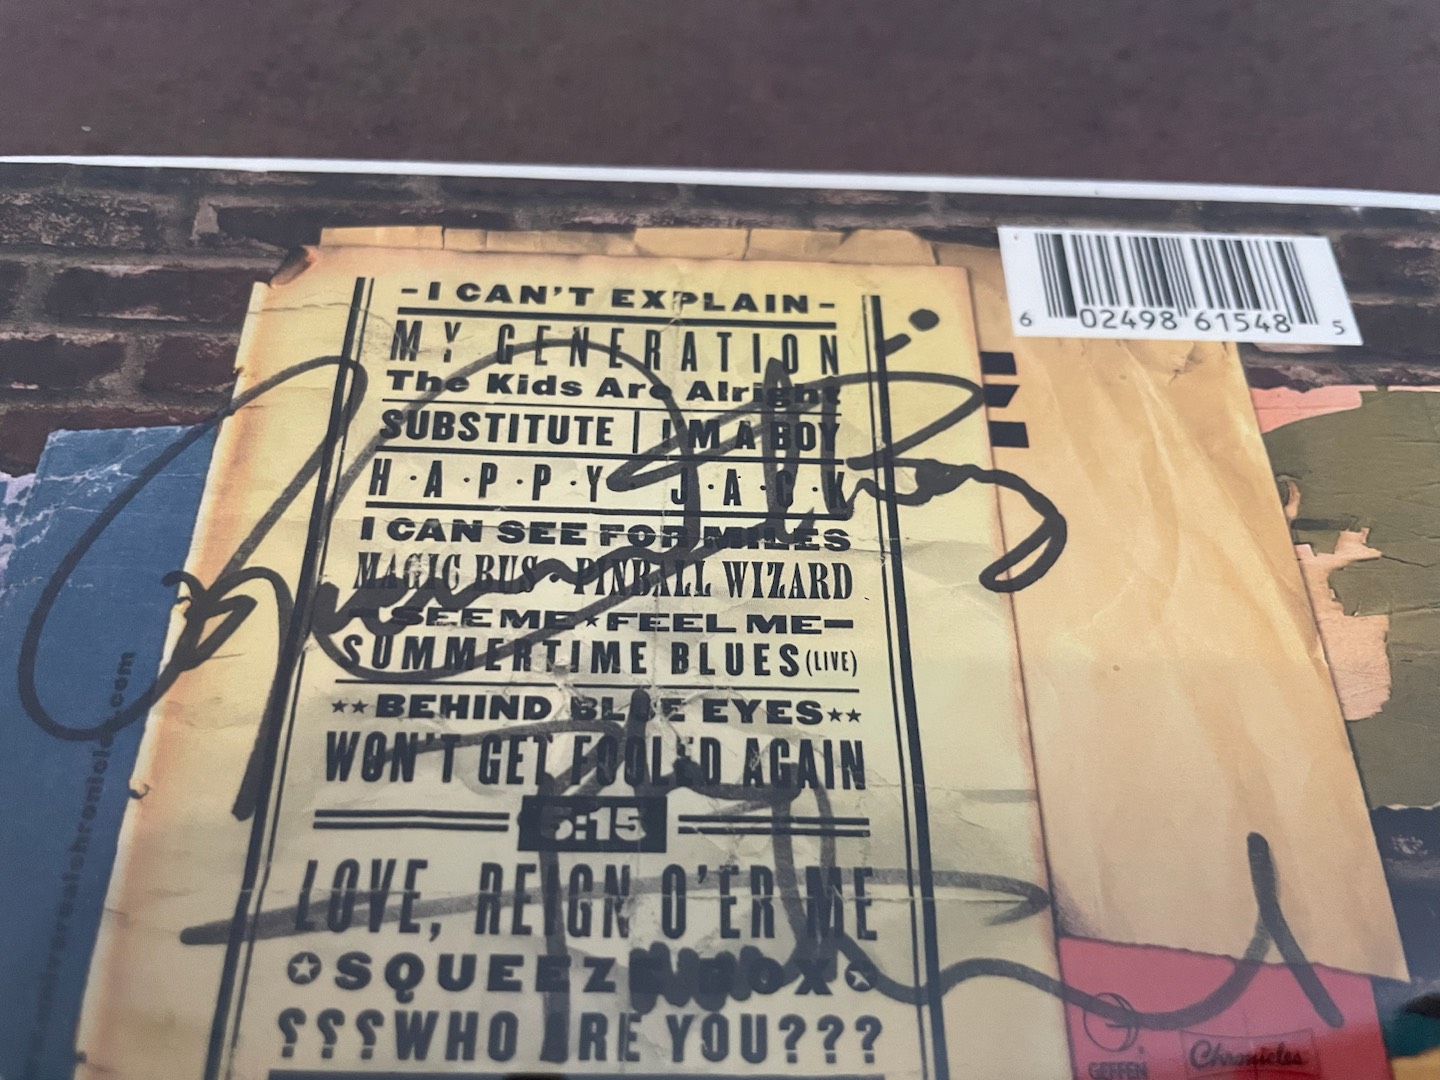 -I CAN'T EXPLAIN-
MY GENERATION
The Kids Are Alright
SUBSTITUTE | I'M A BOY
H·A·P·P·Y J·A·C·K
I CAN SEE FOR MILES
MAGIC BUS · PINBALL WIZARD
SEE ME ★ FEEL ME—
SUMMERTIME BLUES (LIVE)
★★BEHIND BLUE EYES★★
WON'T GET FOOLED AGAIN
5:15
LOVE, REIGN O'ER ME
✪SQUEEZE BOX✪
???WHO ARE YOU???
6 02498 61548 5
GEFFEN
Chronicles